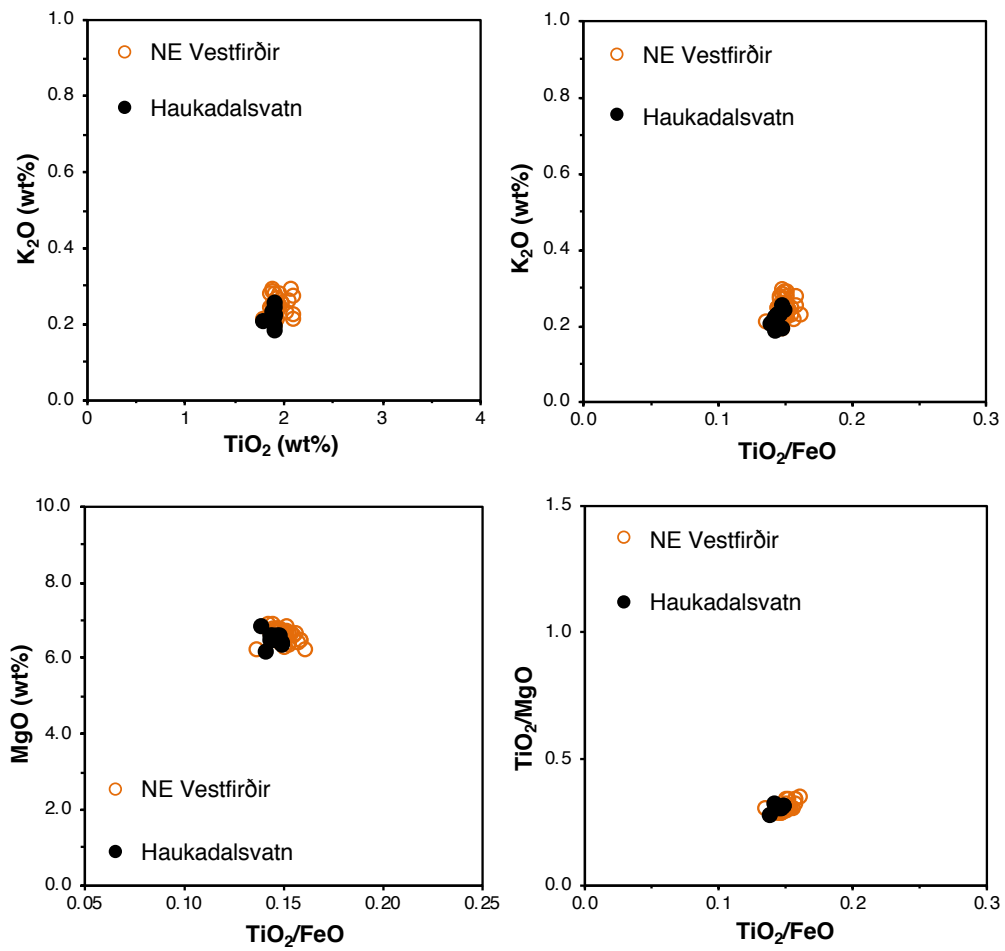 1.0
0.8
0.6
0.4
0.2
0.0
K2O (wt%)
NE Vestfirðir
Haukadalsvatn
0
1
2
3
4
TiO2 (wt%)
1.0
0.8
0.6
0.4
0.2
0.0
K2O (wt%)
NE Vestfirðir
Haukadalsvatn
0.0
0.1
0.2
0.3
TiO2/FeO
10.0
8.0
6.0
4.0
2.0
0.0
MgO (wt%)
NE Vestfirðir
Haukadalsvatn
0.05
0.10
0.15
0.20
0.25
TiO2/FeO
1.5
1.0
0.5
0.0
TiO2/MgO
NE Vestfirðir
Haukadalsvatn
0.0
0.1
0.2
0.3
TiO2/FeO